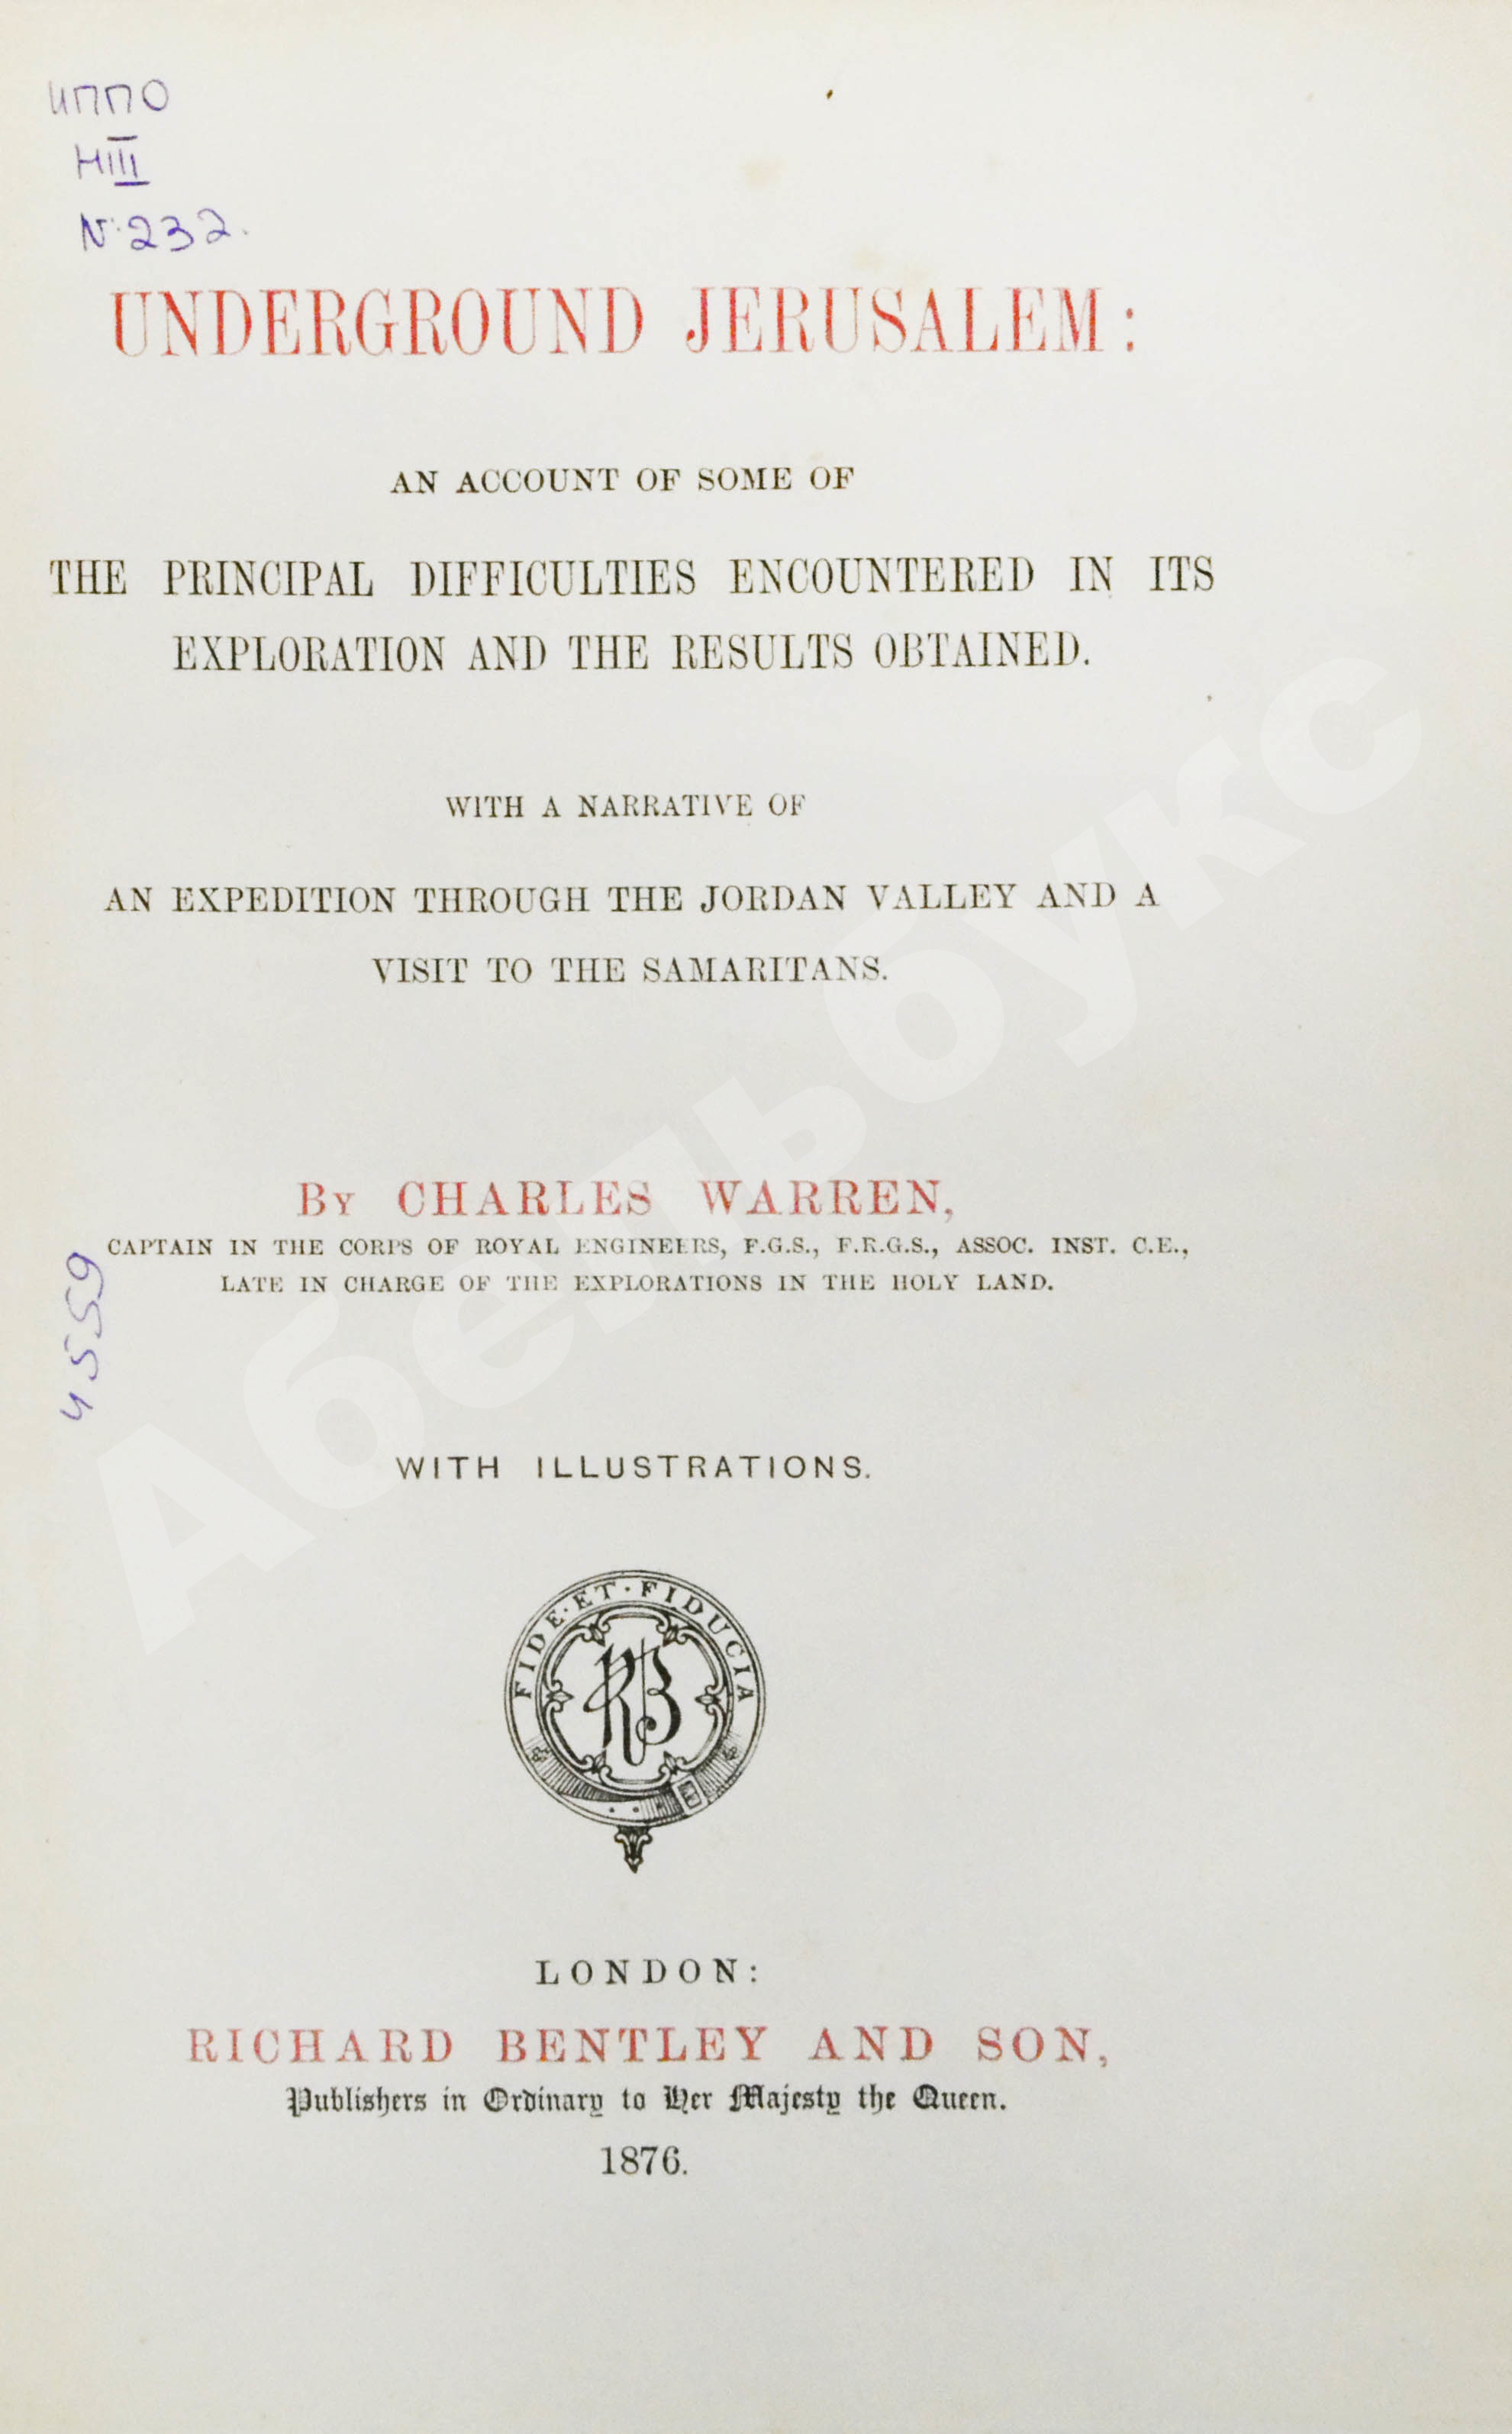 иппо
НIII
N: 232.
UNDERGROUND JERUSALEM:
AN ACCOUNT OF SOME OF
THE PRINCIPAL DIFFICULTIES ENCOUNTERED IN ITS
EXPLORATION AND THE RESULTS OBTAINED.
WITH A NARRATIVE OF
AN EXPEDITION THROUGH THE JORDAN VALLEY AND A
VISIT TO THE SAMARITANS.
BY CHARLES WARREN,
CAPTAIN IN THE CORPS OF ROYAL ENGINEERS, F.G.S., F.R.G.S., ASSOC. INST. C.E.,
LATE IN CHARGE OF THE EXPLORATIONS IN THE HOLY LAND.
4559
WITH ILLUSTRATIONS.
FIDE · ET · FIDUCIA
RB
LONDON:
RICHARD BENTLEY AND SON,
Publishers in Ordinary to Her Majesty the Queen.
1876.
Абельбукс